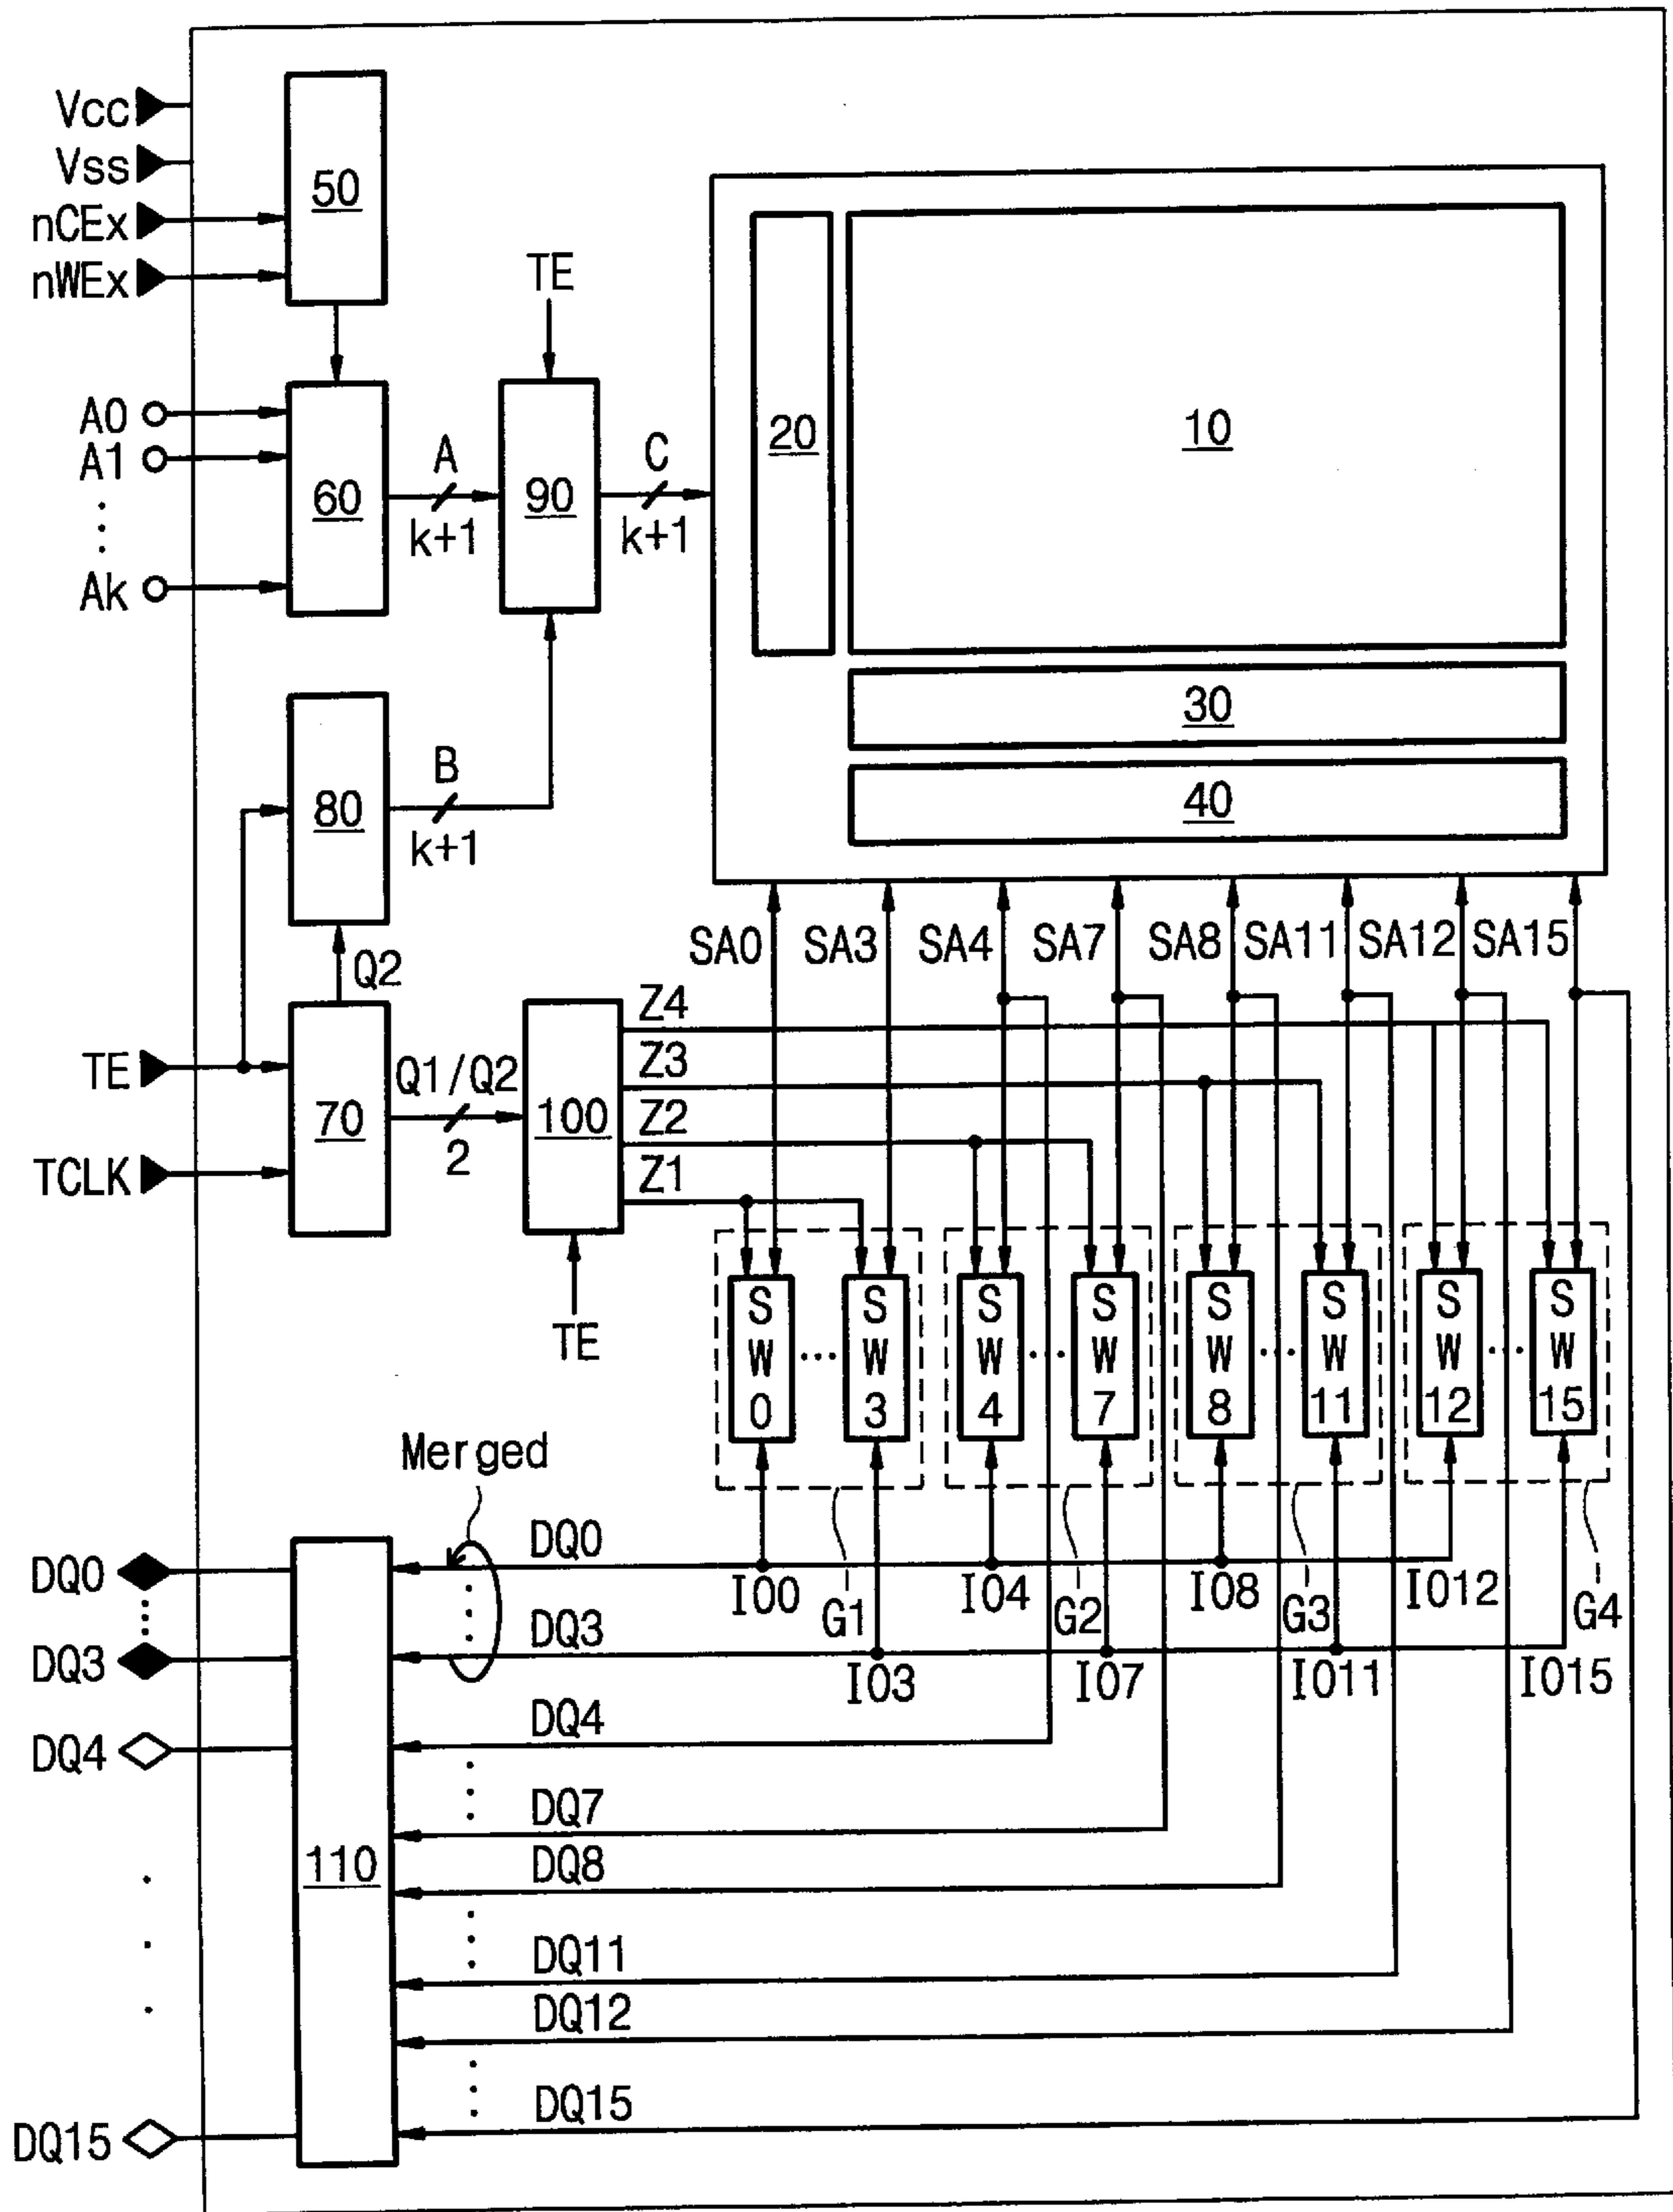 Vcc
Vss
nCEx
nWEx
50
TE
A0
A1
Ak
60
A
k+1
90
C
k+1
20
10
30
40
80
B
k+1
Q2
SA0
SA3
SA4
SA7
SA8
SA11
SA12
SA15
TE
TCLK
70
Q1/Q2
2
100
Z4
Z3
Z2
Z1
TE
SW0
SW3
SW4
SW7
SW8
SW11
SW12
SW15
Merged
G1
G2
G3
G4
DQ0
DQ3
DQ4
DQ15
110
DQ0
IO0
IO4
IO8
IO12
DQ3
IO3
IO7
IO11
IO15
DQ4
DQ7
DQ8
DQ11
DQ12
DQ15